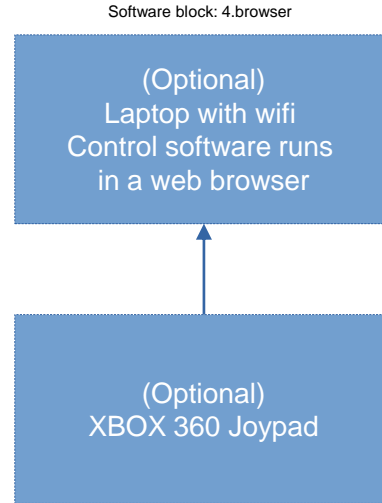 Software block: 4.browser
(Optional)
Laptop with wifi
Control software runs
in a web browser
(Optional)
XBOX 360 Joypad